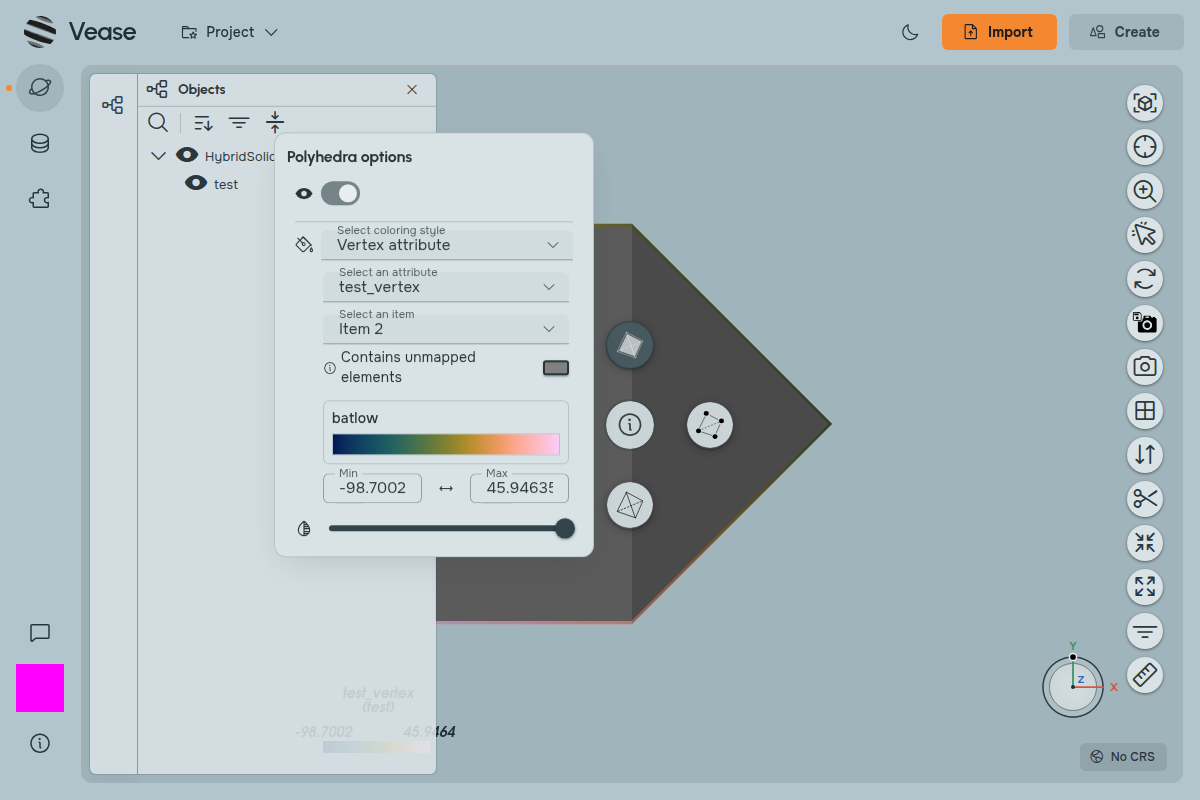 Vease
Project
Import
Create
Objects
HybridSolid
test
Polyhedra options
Select coloring style
Vertex attribute
Select an attribute
test_vertex
Select an item
Item 2
Contains unmapped
elements
batlow
Min
-98.7002
Max
45.94635
test_vertex
(test)
-98.7002 45.9464
Y
Z
X
No CRS